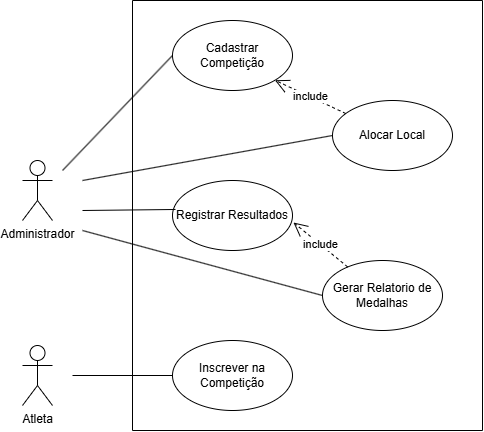 Cadastrar
Competição
include
Alocar Local
Administrador
Registrar Resultados
include
Gerar Relatorio de
Medalhas
Inscrever na
Competição
Atleta